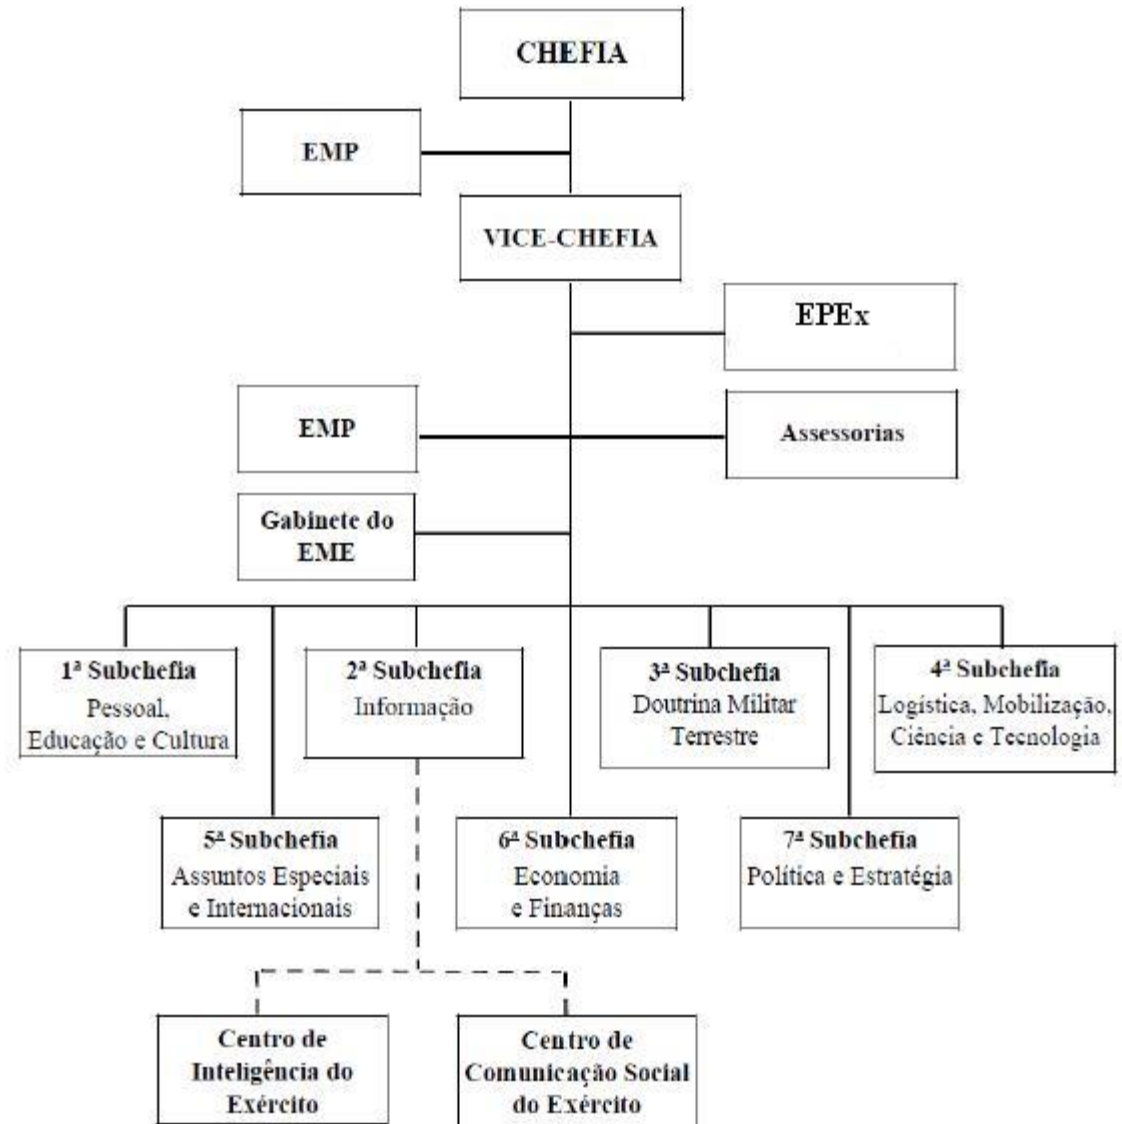 CHEFIA
EMP
VICE-CHEFIA
EPEx
EMP
Assessorias
Gabinete do
EME
1ª Subchefia
Pessoal,
Educação e Cultura
2ª Subchefia
Informação
3ª Subchefia
Doutrina Militar
Terrestre
4ª Subchefia
Logística, Mobilização,
Ciência e Tecnologia
5ª Subchefia
Assuntos Especiais
e Internacionais
6ª Subchefia
Economia
e Finanças
7ª Subchefia
Política e Estratégia
Centro de
Inteligência do
Exército
Centro de
Comunicação Social
do Exército